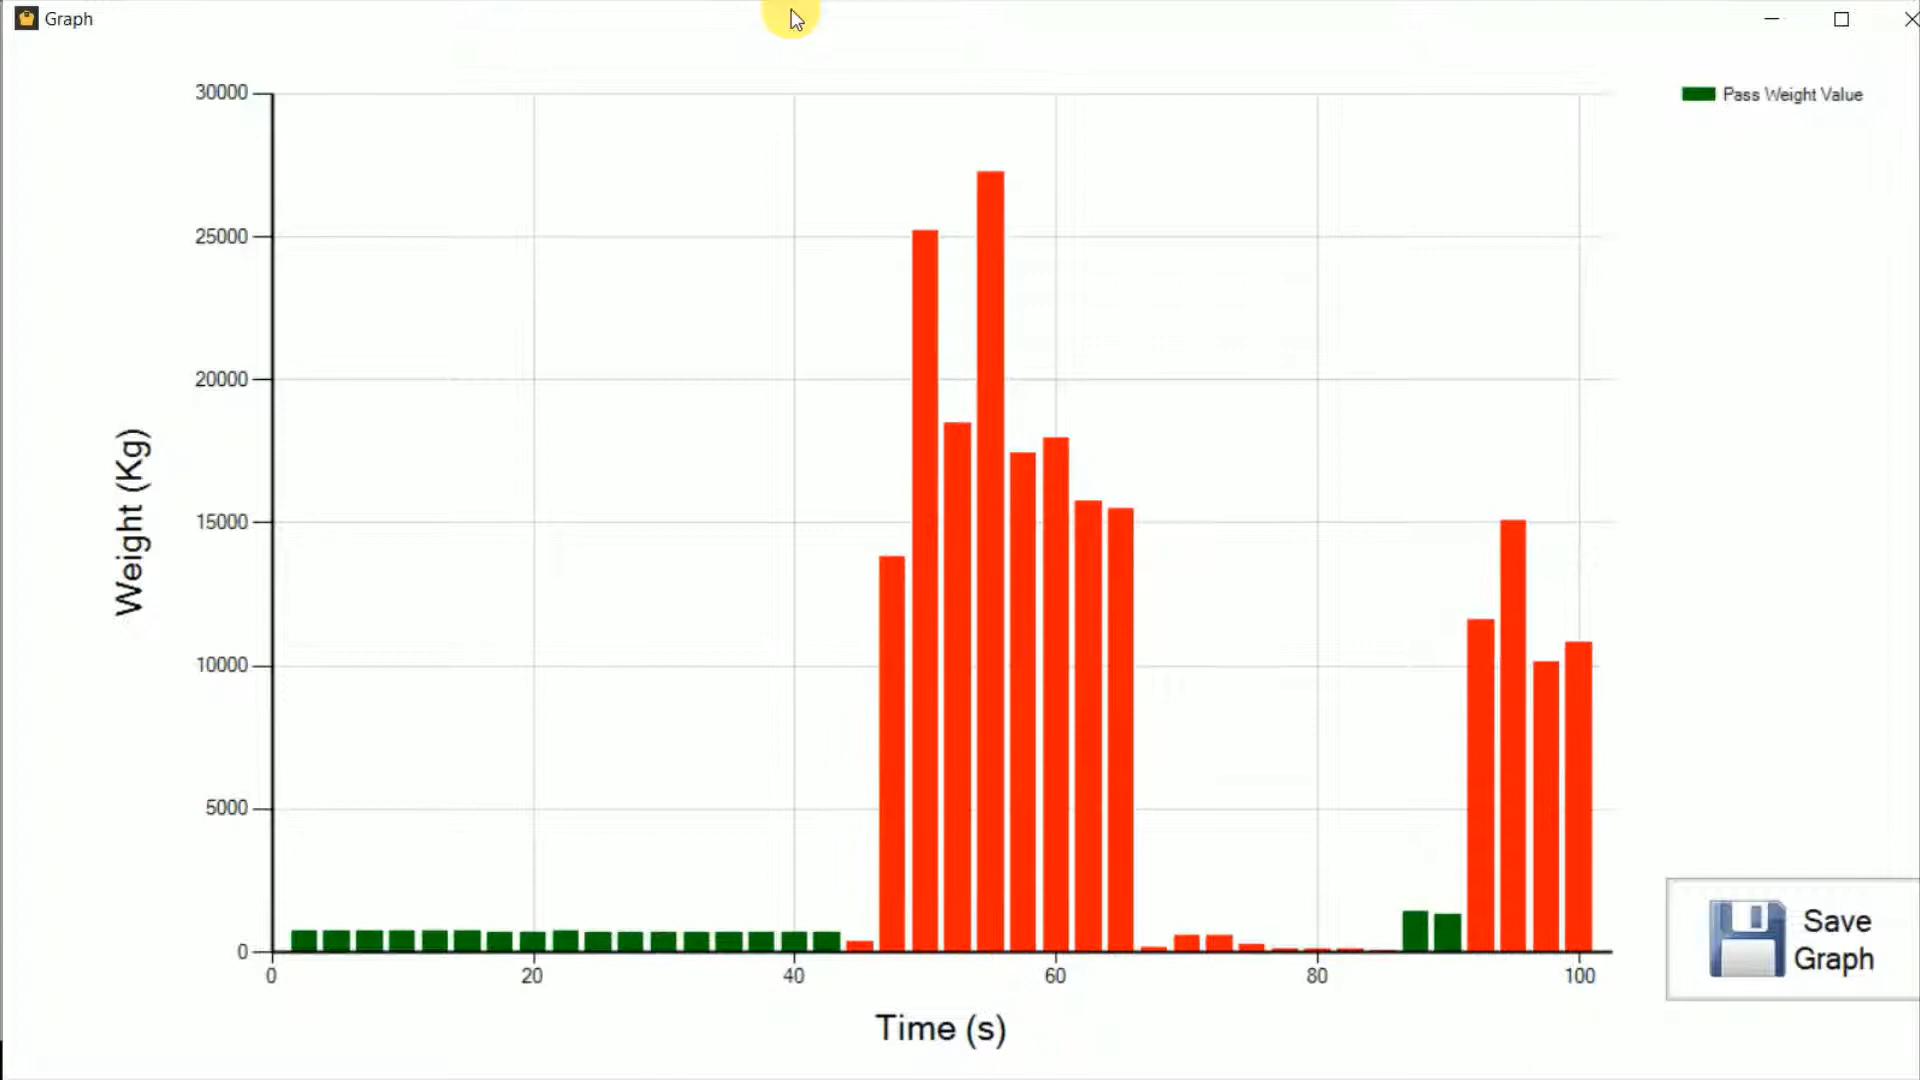 Graph
30000
Pass Weight Value
25000
20000
15000
10000
5000
0
Weight (Kg)
0 20 40 60 80 100
Time (s)
Save
Graph